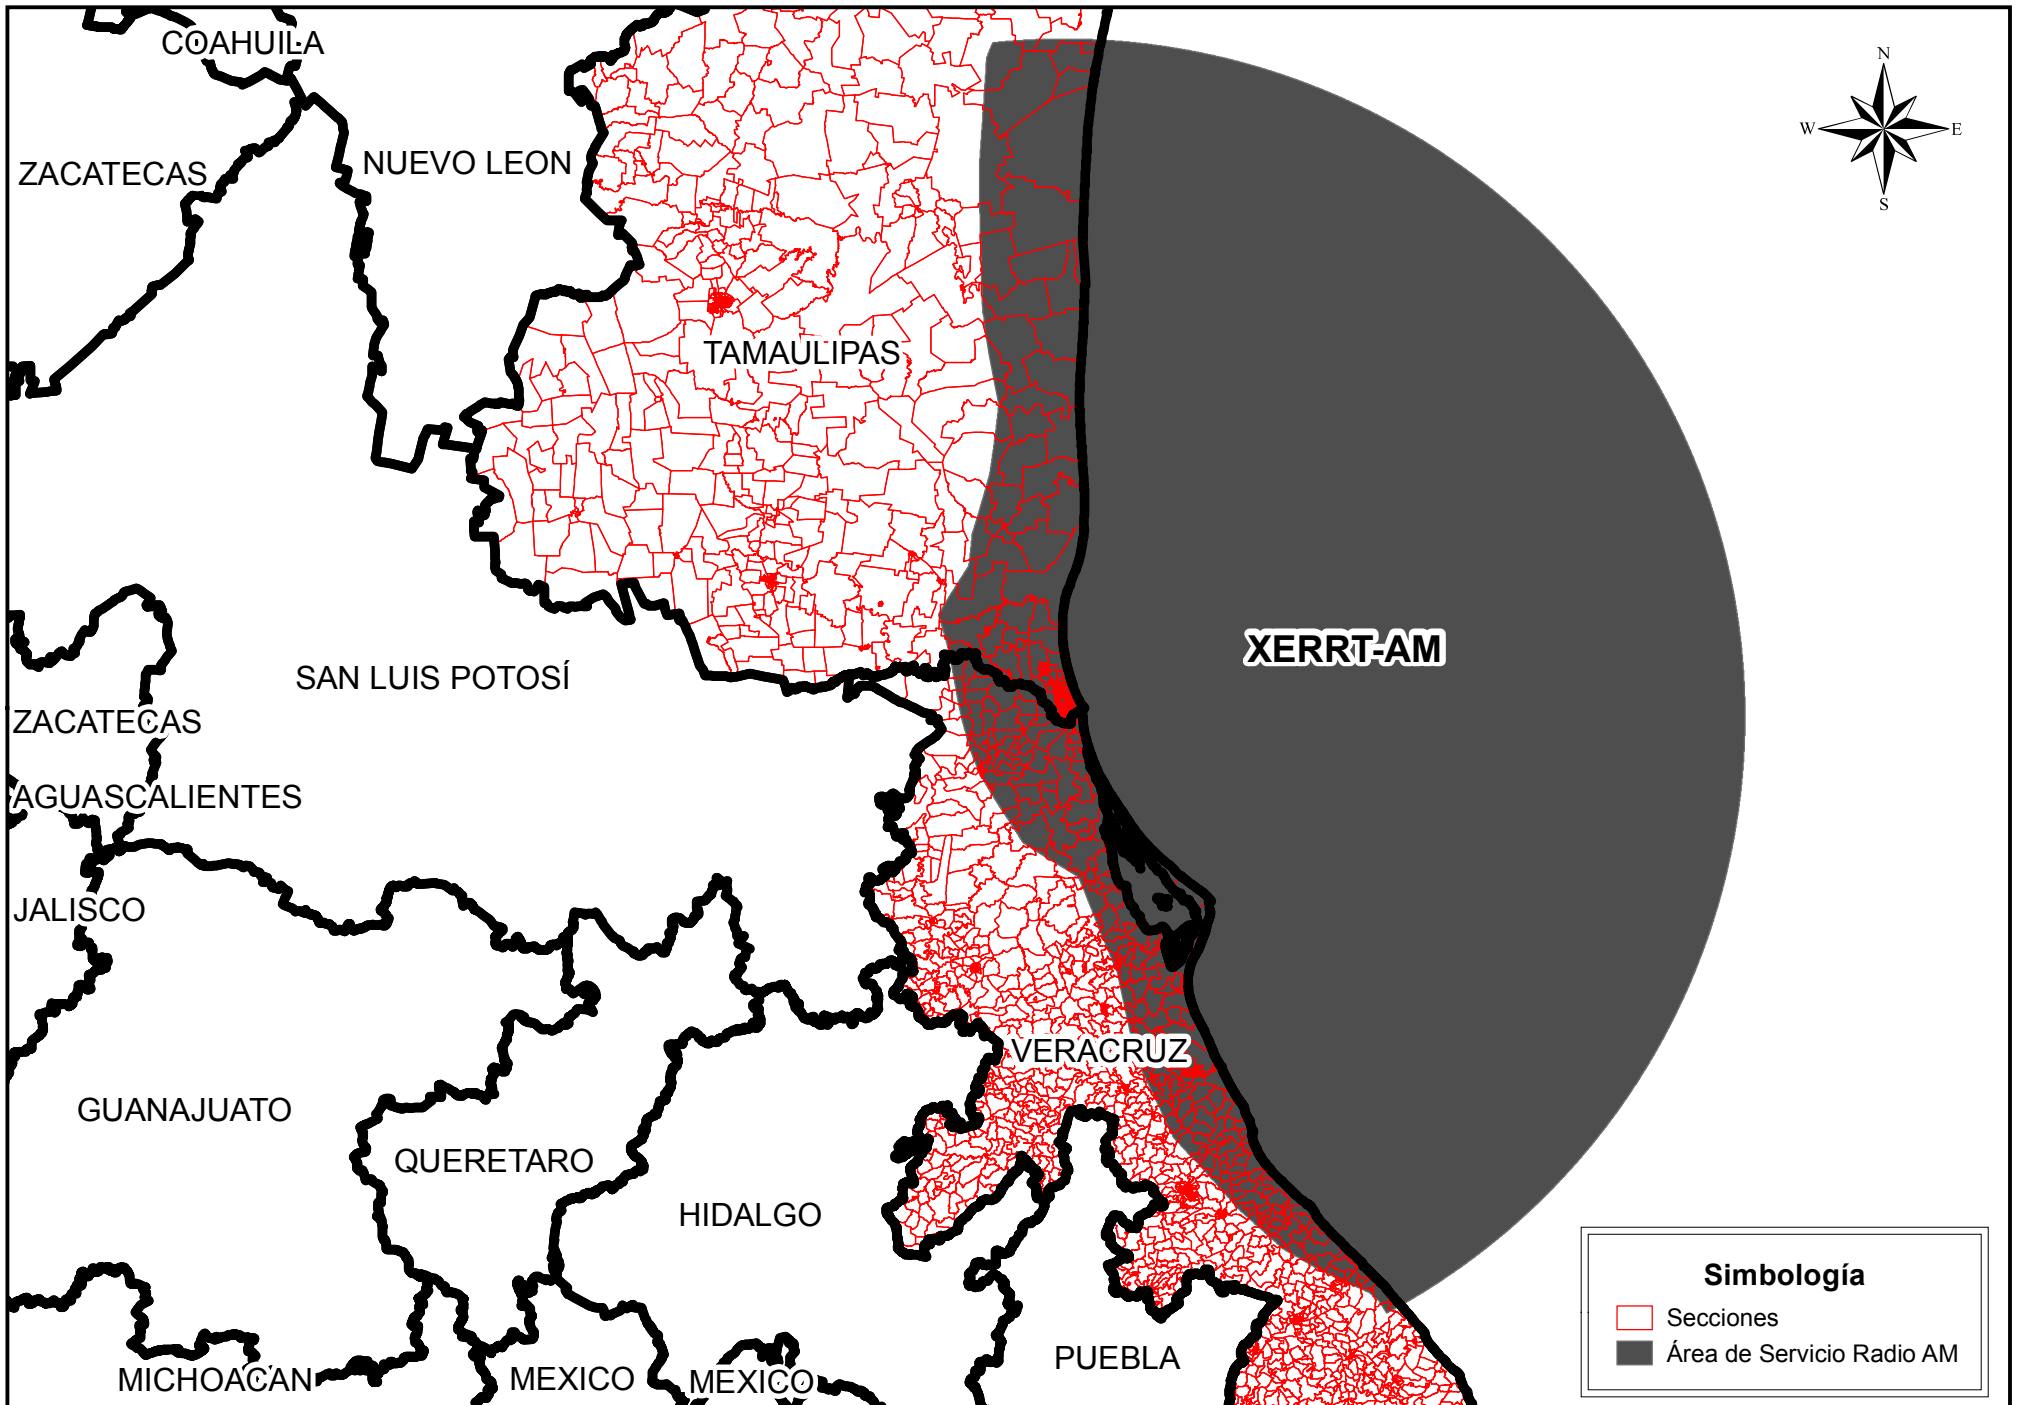 COAHUILA
N
W
E
S
NUEVO LEON
ZACATECAS
TAMAULIPAS
XERRT-AM
SAN LUIS POTOSÍ
ZACATECAS
AGUASCALIENTES
JALISCO
VERACRUZ
GUANAJUATO
QUERETARO
HIDALGO
PUEBLA
MICHOACAN
MEXICO
MEXICO
Simbología
Secciones
Área de Servicio Radio AM